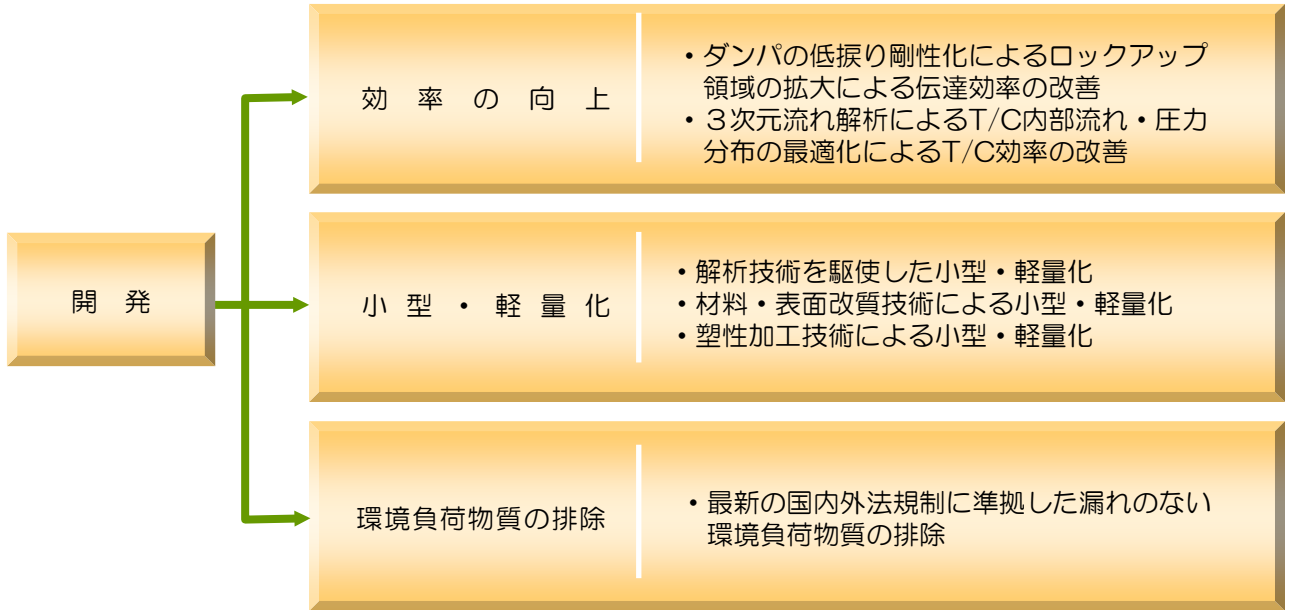 開発
効率の向上
・ダンパの低捩り剛性化によるロックアップ
領域の拡大による伝達効率の改善
・３次元流れ解析によるT/C内部流れ・圧力
分布の最適化によるT/C効率の改善
小型・軽量化
・解析技術を駆使した小型・軽量化
・材料・表面改質技術による小型・軽量化
・塑性加工技術による小型・軽量化
環境負荷物質の排除
・最新の国内外法規制に準拠した漏れのない
環境負荷物質の排除